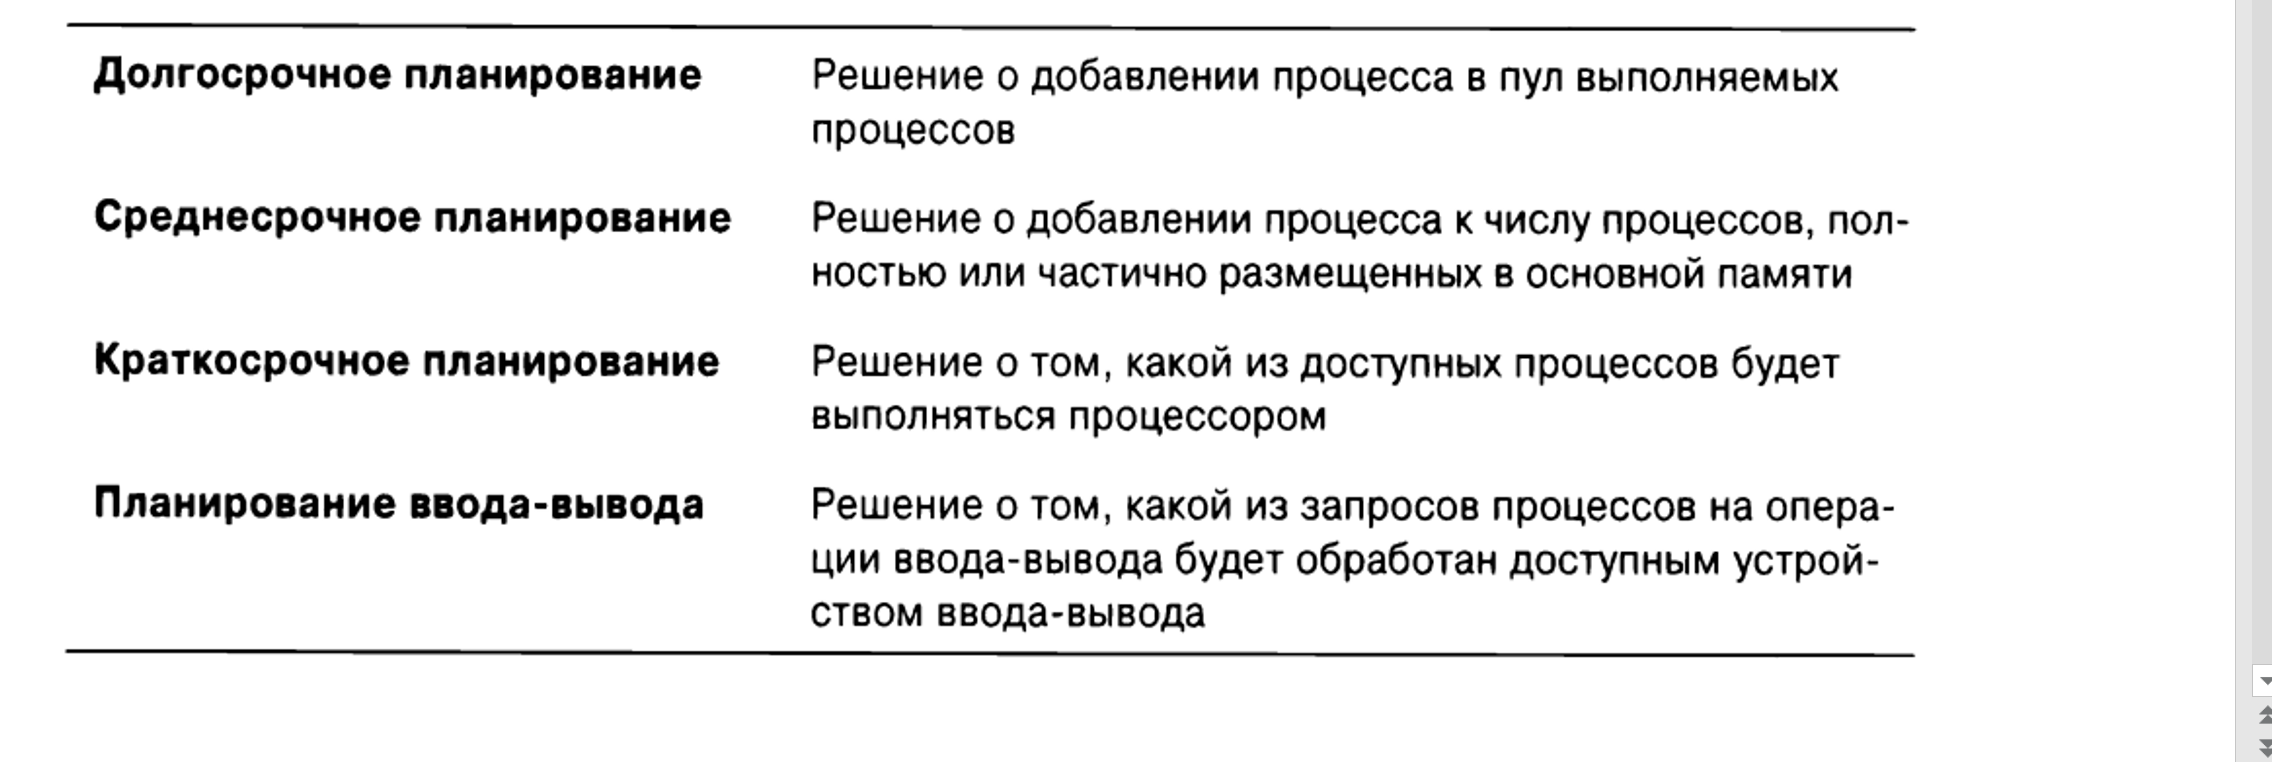 Долгосрочное планирование Решение о добавлении процесса в пул выполняемых
процессов
Среднесрочное планирование Решение о добавлении процесса к числу процессов, пол-
ностью или частично размещенных в основной памяти
Краткосрочное планирование Решение о том, какой из доступных процессов будет
выполняться процессором
Планирование ввода-вывода Решение о том, какой из запросов процессов на опера-
ции ввода-вывода будет обработан доступным устрой-
ством ввода-вывода